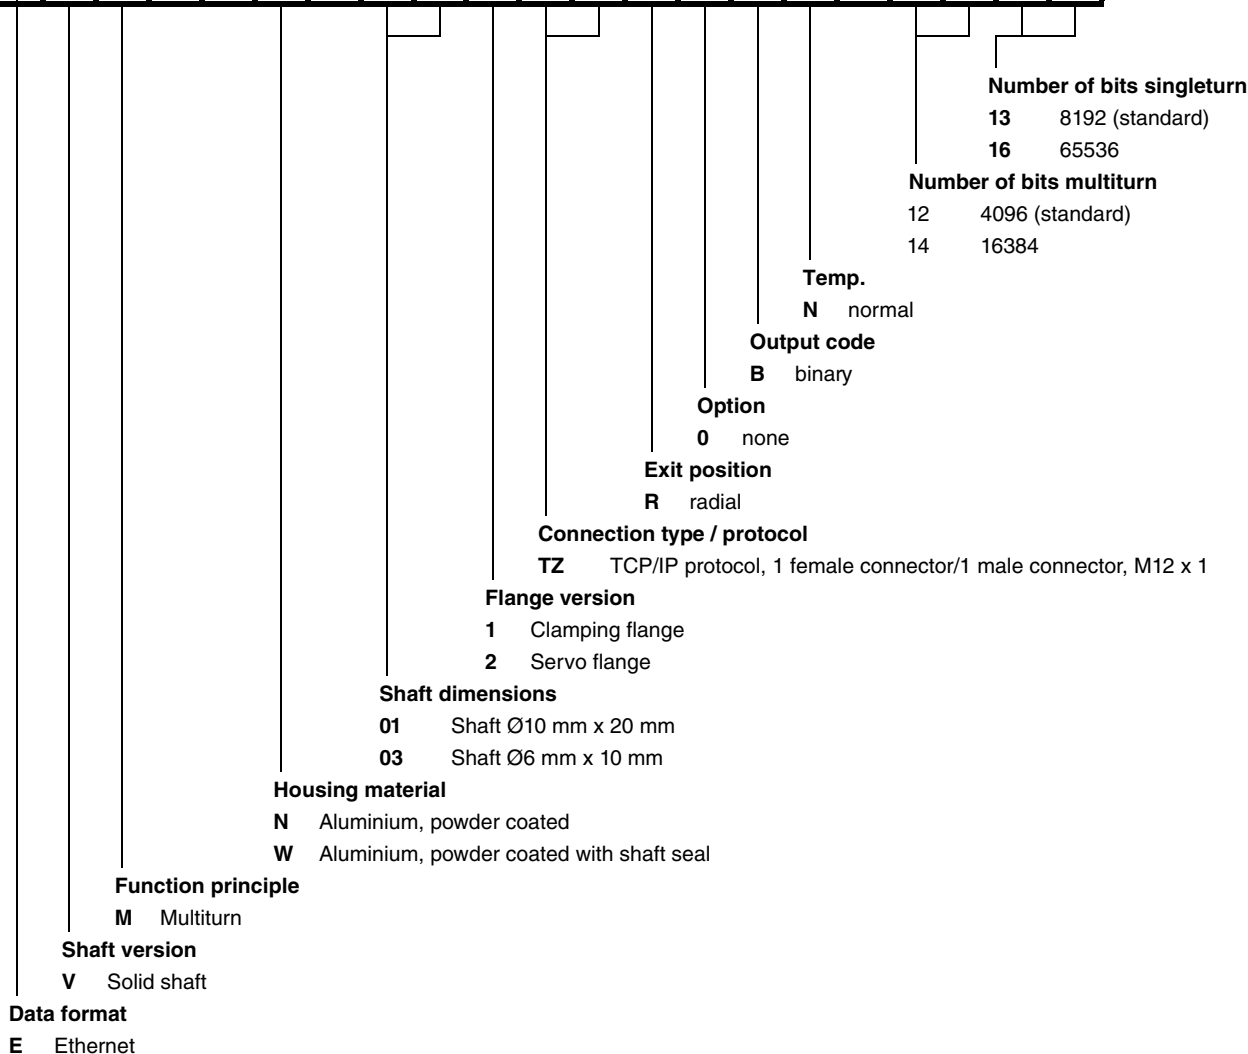 Number of bits singleturn
13 8192 (standard)
16 65536
Number of bits multiturn
12 4096 (standard)
14 16384
Temp.
N normal
Output code
B binary
Option
0 none
Exit position
R radial
Connection type / protocol
TZ TCP/IP protocol, 1 female connector/1 male connector, M12 x 1
Flange version
1 Clamping flange
2 Servo flange
Shaft dimensions
01 Shaft Ø10 mm x 20 mm
03 Shaft Ø6 mm x 10 mm
Housing material
N Aluminium, powder coated
W Aluminium, powder coated with shaft seal
Function principle
M Multiturn
Shaft version
V Solid shaft
Data format
E Ethernet